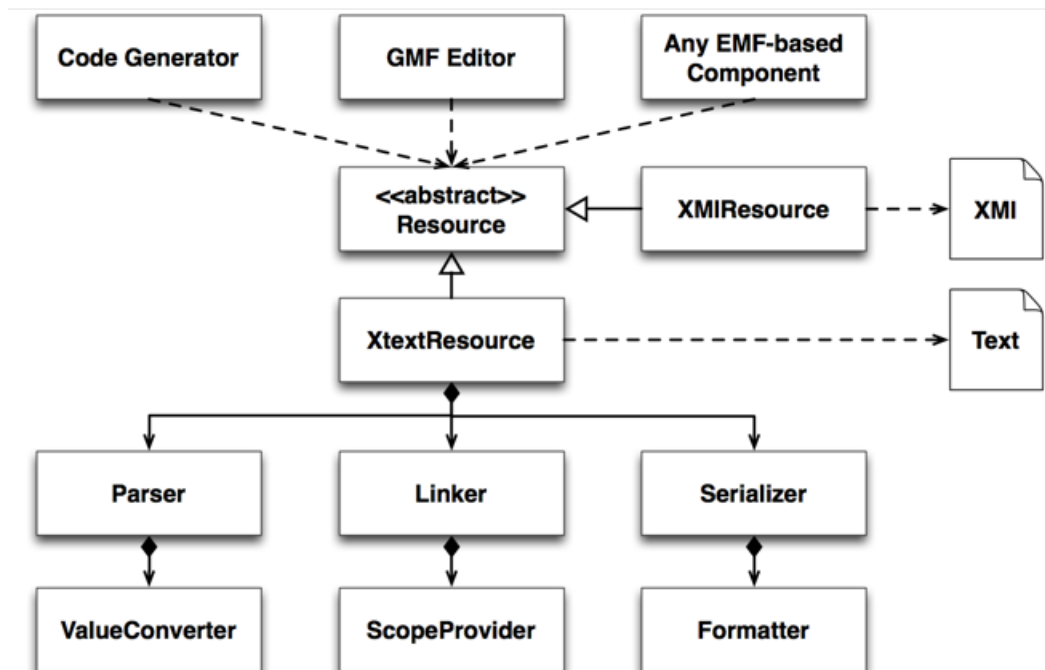 Code Generator
GMF Editor
Any EMF-based
Component
<<abstract>>
Resource
XMIResource
XMI
XtextResource
Text
Parser
Linker
Serializer
ValueConverter
ScopeProvider
Formatter